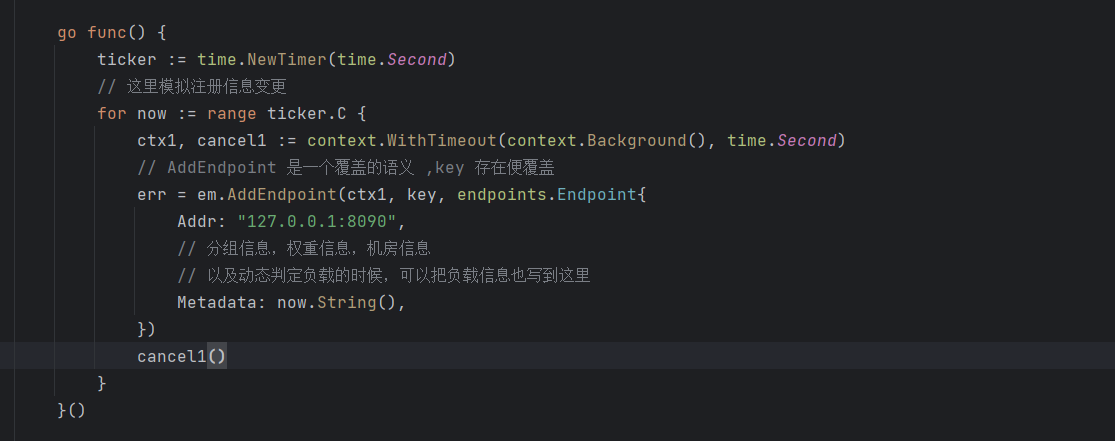 go func() {
ticker := time.NewTimer(time.Second)
// 这里模拟注册信息变更
for now := range ticker.C {
ctx1, cancel1 := context.WithTimeout(context.Background(), time.Second)
// AddEndpoint 是一个覆盖的语义 ,key 存在便覆盖
err = em.AddEndpoint(ctx1, key, endpoints.Endpoint{
Addr: "127.0.0.1:8090",
// 分组信息，权重信息，机房信息
// 以及动态判定负载的时候，可以把负载信息也写到这里
Metadata: now.String(),
})
cancel1()
}
}()